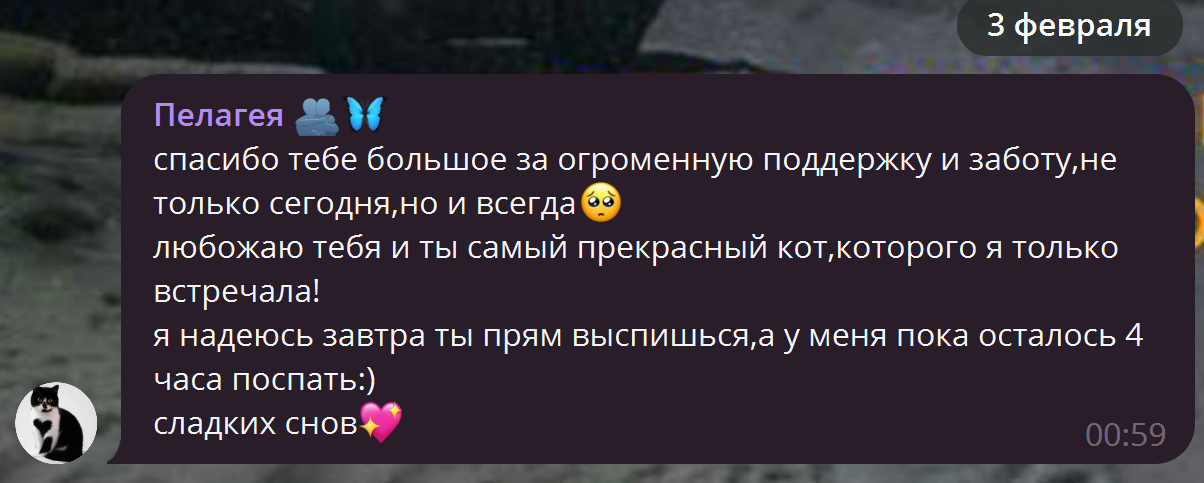 3 февраля
Пелагея 🫂🦋
спасибо тебе большое за огроменную поддержку и заботу,не
только сегодня,но и всегда🥺
любожаю тебя и ты самый прекрасный кот,которого я только
встречала!
я надеюсь завтра ты прям выспишься,а у меня пока осталось 4
часа поспать:)
сладких снов💖
00:59